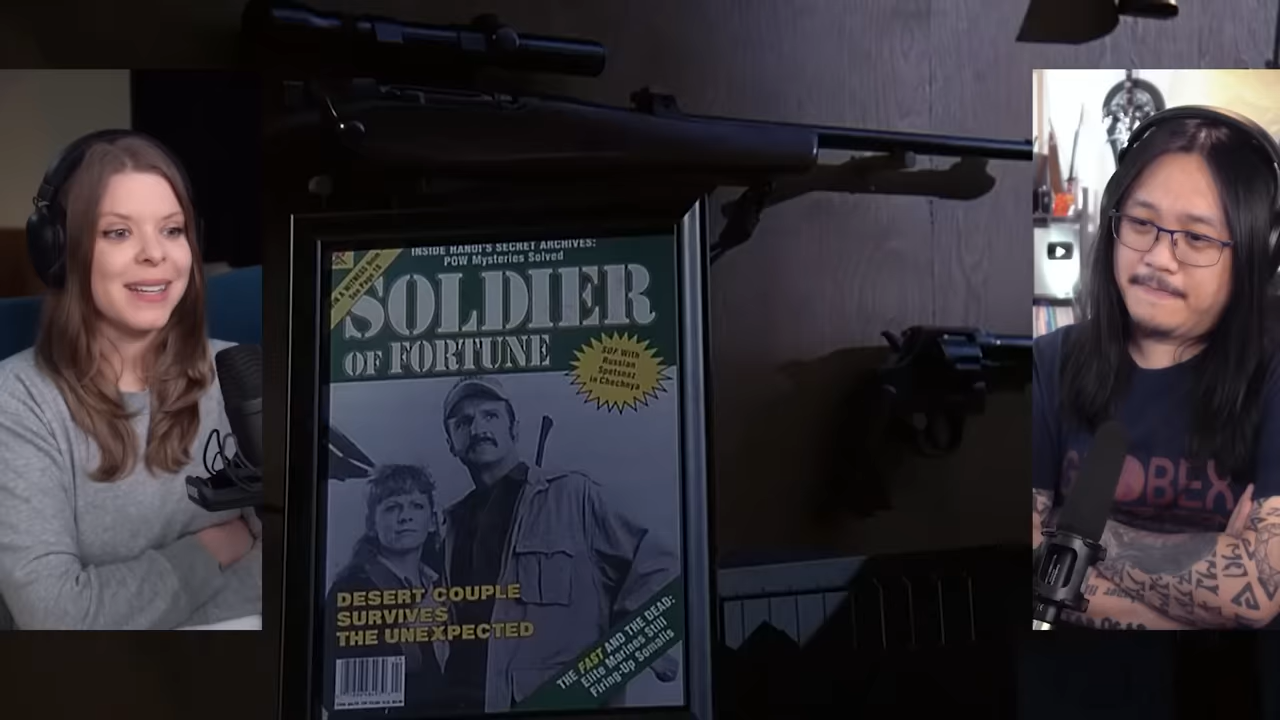 INSIDE HANOI'S SECRET ARCHIVES:
POW Mysteries Solved
SOLDIER
OF FORTUNE
SOF With
Russian
Spetsnaz
in Chechnya
DESERT COUPLE
SURVIVES
THE UNEXPECTED
THE FAST AND THE DEAD:
Elite Marines Still
Firing-Up Somalis
GLOBEX